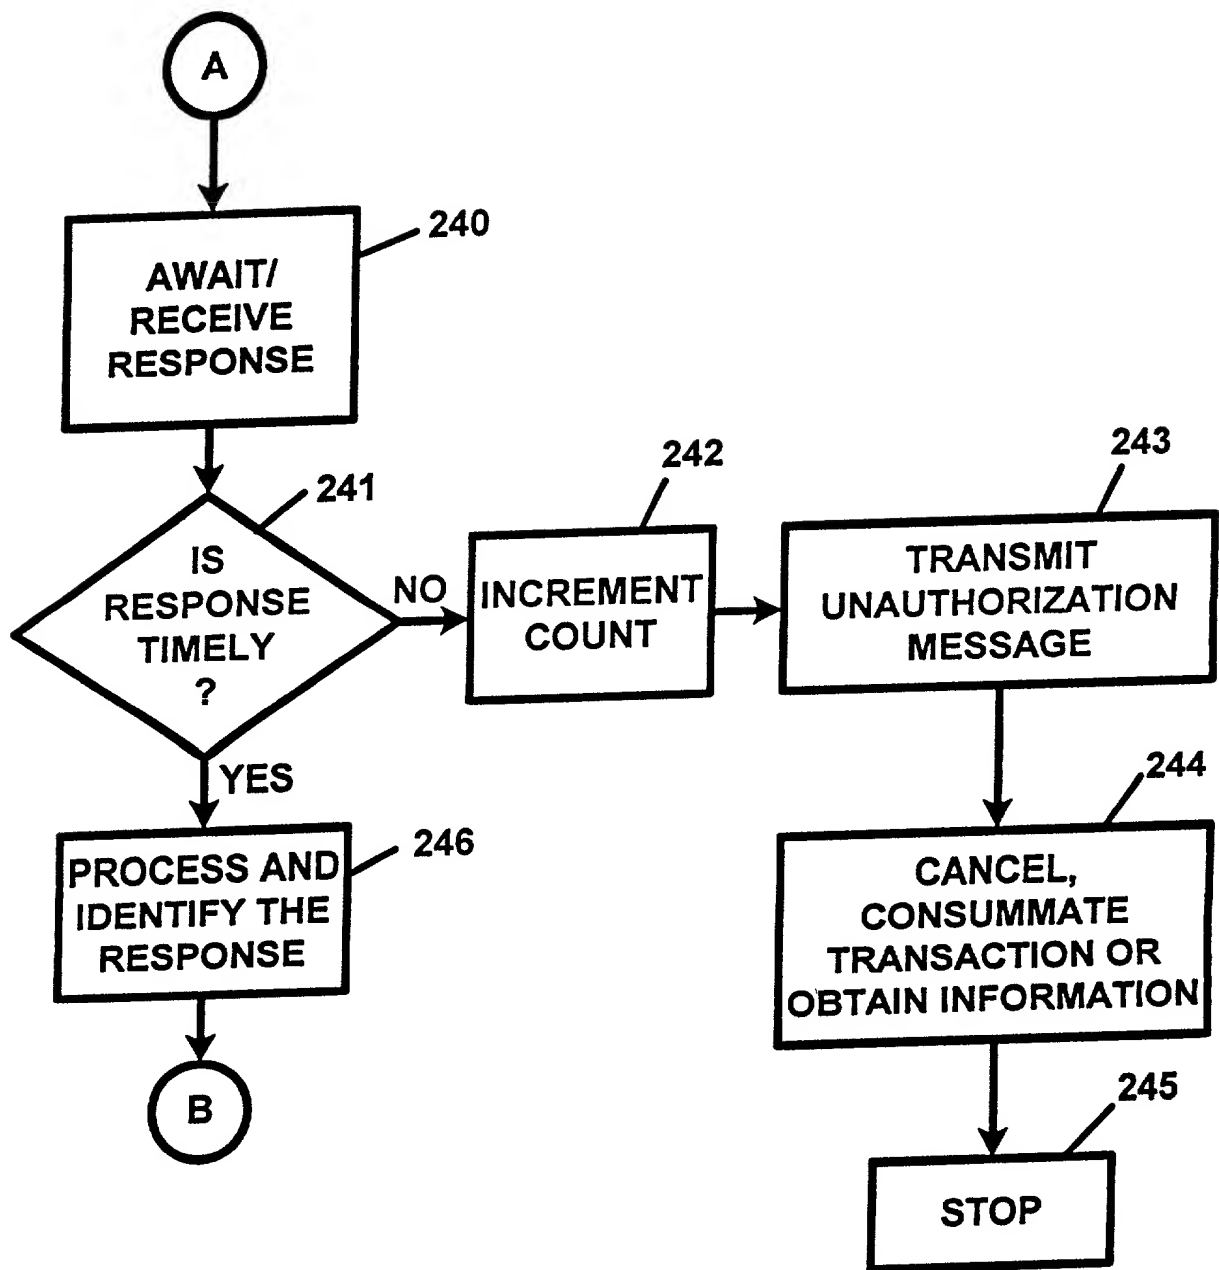 A
240
AWAIT/
RECEIVE
RESPONSE
241
IS
RESPONSE
TIMELY
?
NO
242
INCREMENT
COUNT
243
TRANSMIT
UNAUTHORIZATION
MESSAGE
YES
246
PROCESS AND
IDENTIFY THE
RESPONSE
B
244
CANCEL,
CONSUMMATE
TRANSACTION OR
OBTAIN INFORMATION
245
STOP